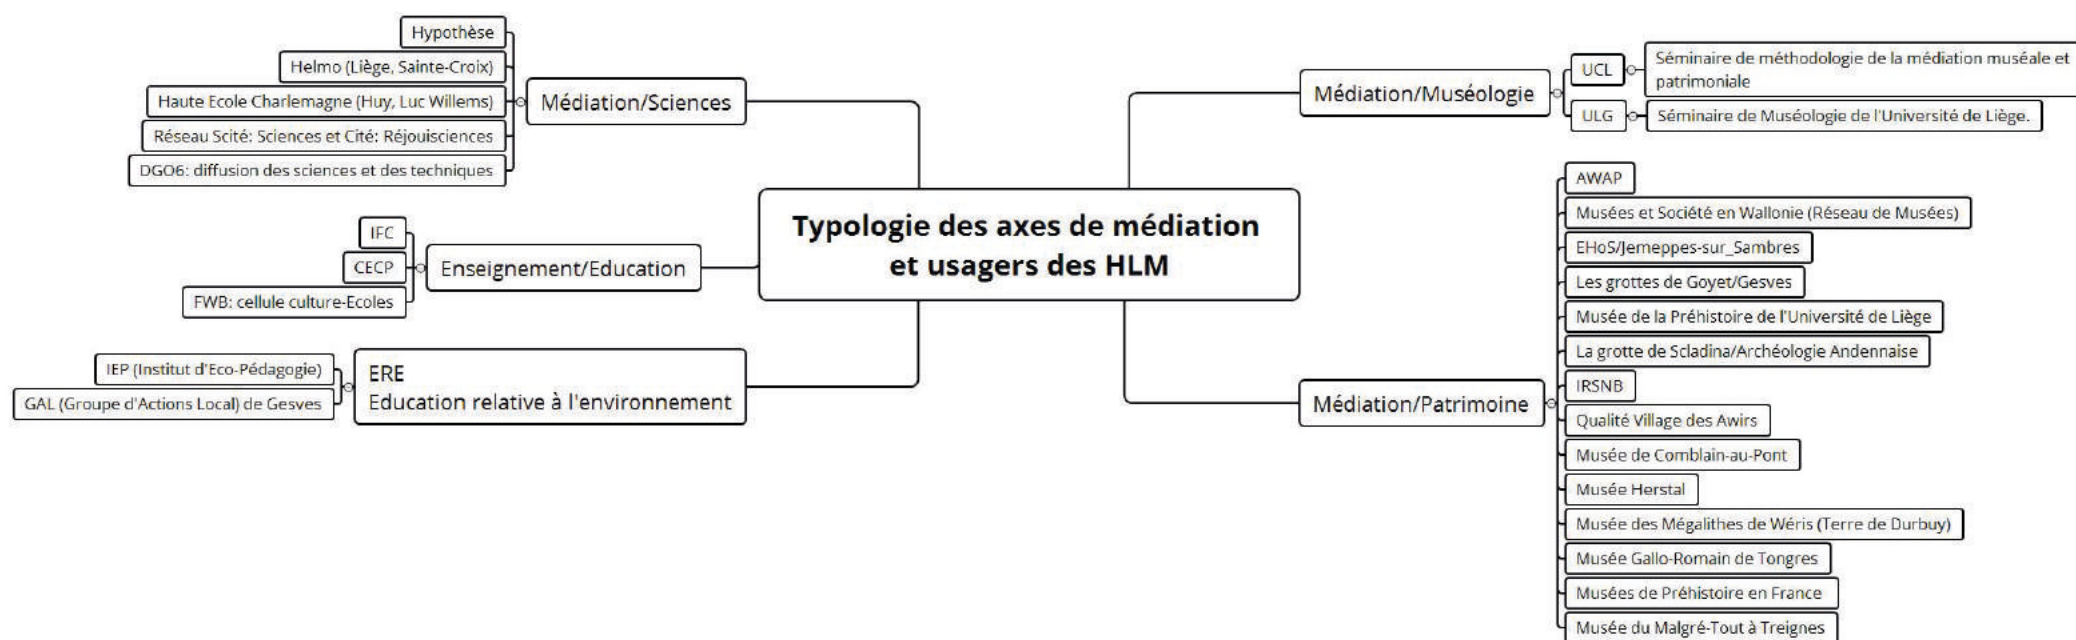 Typologie des axes de médiation
et usagers des HLM
Médiation/Sciences
Hypothèse
Helmo (Liège, Sainte-Croix)
Haute Ecole Charlemagne (Huy, Luc Willems)
Réseau Scité: Sciences et Cité: Réjouisciences
DGO6: diffusion des sciences et des techniques
Enseignement/Education
IFC
CECP
FWB: cellule culture-Ecoles
ERE
Education relative à l'environnement
IEP (Institut d'Eco-Pédagogie)
GAL (Groupe d'Actions Local) de Gesves
Médiation/Muséologie
UCL
Séminaire de méthodologie de la médiation muséale et
patrimoniale
ULG
Séminaire de Muséologie de l'Université de Liège.
Médiation/Patrimoine
AWAP
Musées et Société en Wallonie (Réseau de Musées)
EHoS/Jemeppes-sur_Sambres
Les grottes de Goyet/Gesves
Musée de la Préhistoire de l'Université de Liège
La grotte de Scladina/Archéologie Andennaise
IRSNB
Qualité Village des Awirs
Musée de Comblain-au-Pont
Musée Herstal
Musée des Mégalithes de Wéris (Terre de Durbuy)
Musée Gallo-Romain de Tongres
Musées de Préhistoire en France
Musée du Malgré-Tout à Treignes